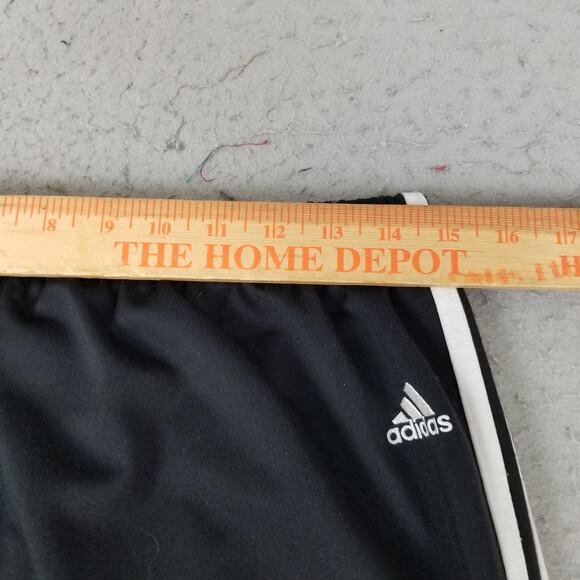 8 9 10 11 12 13 14 15 16 17
THE HOME DEPOT H
adidas